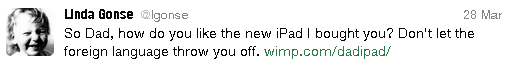 Linda Gonse @lgonse 28 Mar
So Dad, how do you like the new iPad I bought you? Don't let the
foreign language throw you off. wimp.com/dadipad/